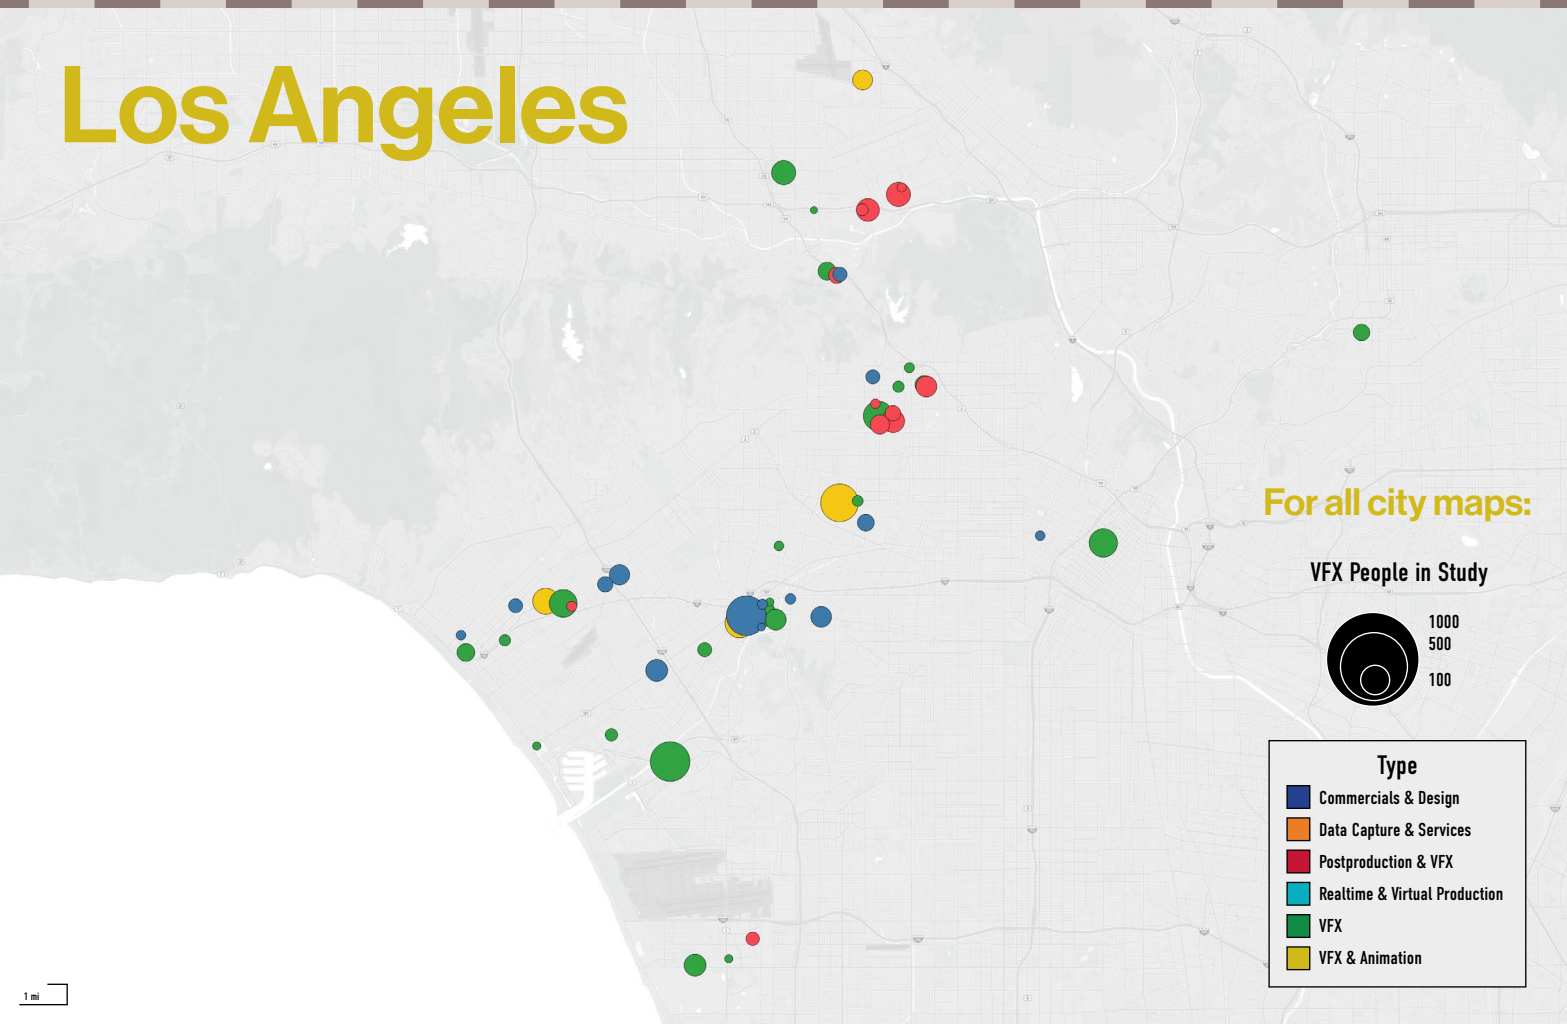 Los Angeles
For all city maps:
VFX People in Study
1000
500
100
Type
Commercials & Design
Data Capture & Services
Postproduction & VFX
Realtime & Virtual Production
VFX
VFX & Animation
1 mi